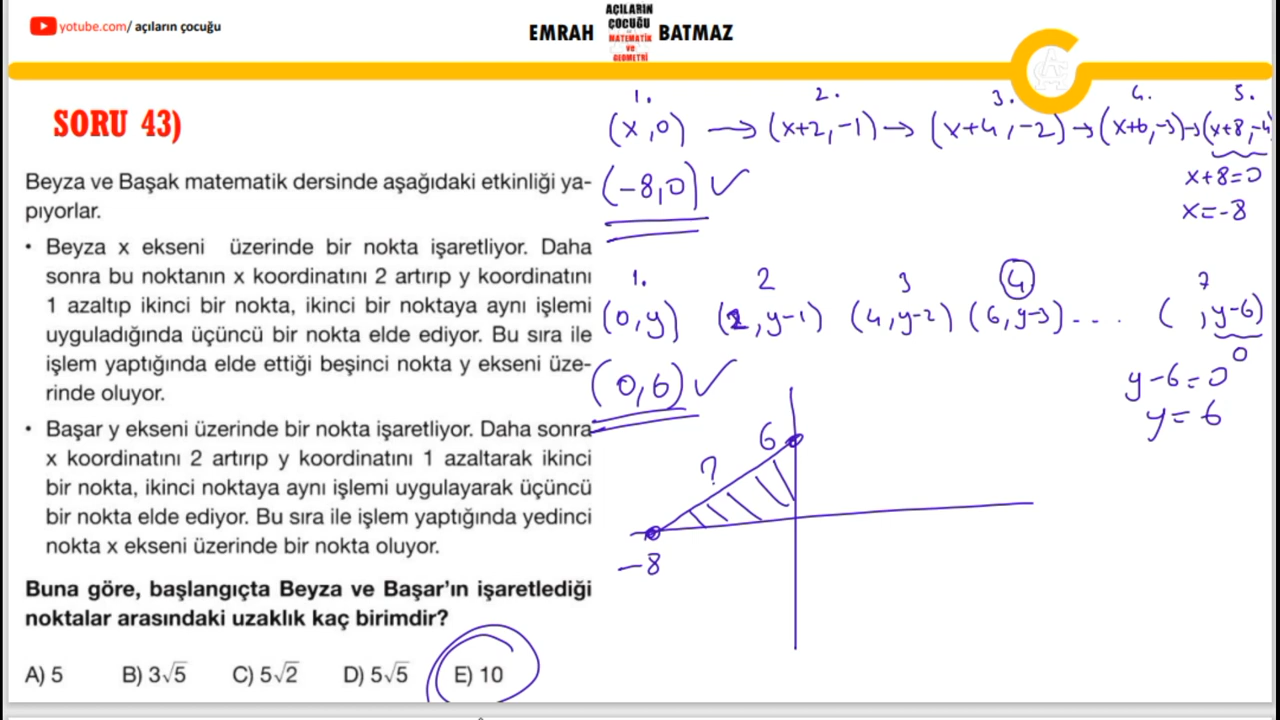 yotube.com/ açıların çocuğu
EMRAH
AÇILARIN
ÇOCUĞU
MATEMATİK
ve
GEOMETRİ
BATMAZ
SORU 43)
Beyza ve Başak matematik dersinde aşağıdaki etkinliği ya-
pıyorlar.
• Beyza x ekseni üzerinde bir nokta işaretliyor. Daha
sonra bu noktanın x koordinatını 2 artırıp y koordinatını
1 azaltıp ikinci bir nokta, ikinci bir noktaya aynı işlemi
uyguladığında üçüncü bir nokta elde ediyor. Bu sıra ile
işlem yaptığında elde ettiği beşinci nokta y ekseni üze-
rinde oluyor.
• Başar y ekseni üzerinde bir nokta işaretliyor. Daha sonra
x koordinatını 2 artırıp y koordinatını 1 azaltarak ikinci
bir nokta, ikinci noktaya aynı işlemi uygulayarak üçüncü
bir nokta elde ediyor. Bu sıra ile işlem yaptığında yedinci
nokta x ekseni üzerinde bir nokta oluyor.
Buna göre, başlangıçta Beyza ve Başar'ın işaretlediği
noktalar arasındaki uzaklık kaç birimdir?
A) 5 B) 3√5 C) 5√2 D) 5√5 E) 10
1. 2. 3. 4. 5.
(x,0) → (x+2,-1) → (x+4,-2) → (x+6,-3) → (x+8,-4
(-8,0) ✓
x+8=0
x=-8
1. 2 3 4 7
(0,y) (2,y-1) (4,y-2) (6,y-3) .... ( ,y-6)
0
(0,6) ✓
y-6=0
y=6
6
?
-8